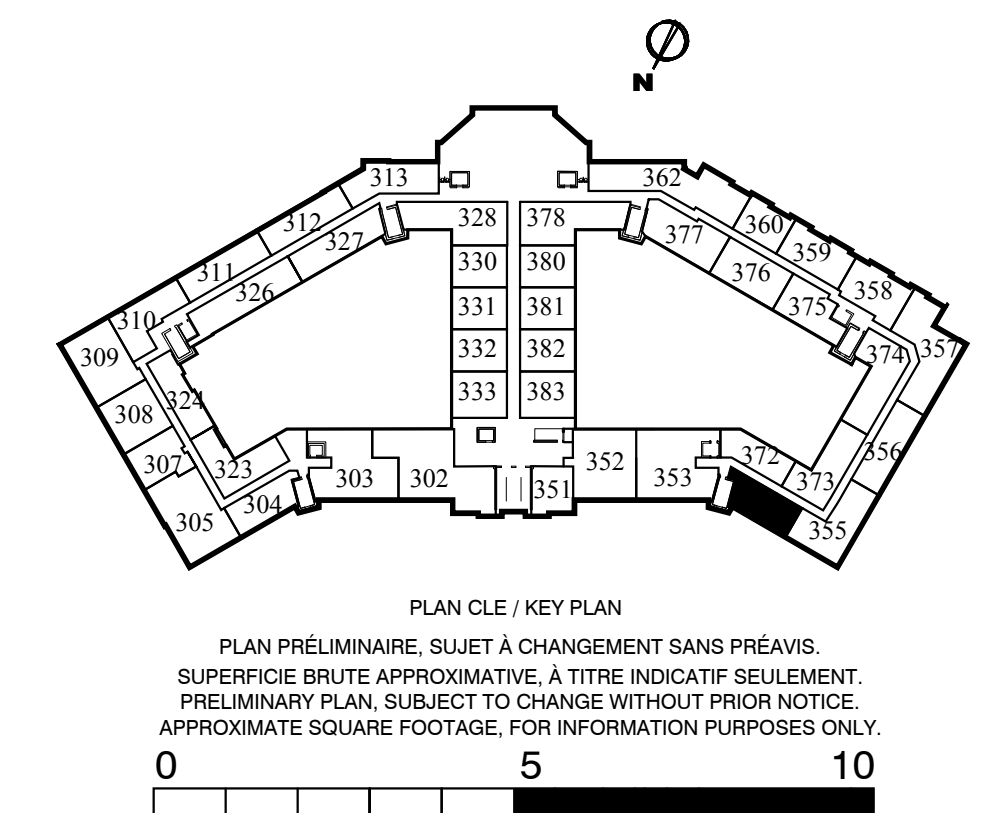 N
313 362
312 328 378 360
327 377 359
311 330 380 376 358
326 375
310 331 381
309 332 382 374 357
324 333 383
308
307 323 303 302 352 353 372 373 356
305 304 351 355
PLAN CLE / KEY PLAN
PLAN PRÉLIMINAIRE, SUJET À CHANGEMENT SANS PRÉAVIS.
SUPERFICIE BRUTE APPROXIMATIVE, À TITRE INDICATIF SEULEMENT.
PRELIMINARY PLAN, SUBJECT TO CHANGE WITHOUT PRIOR NOTICE.
APPROXIMATE SQUARE FOOTAGE, FOR INFORMATION PURPOSES ONLY.
0 5 10